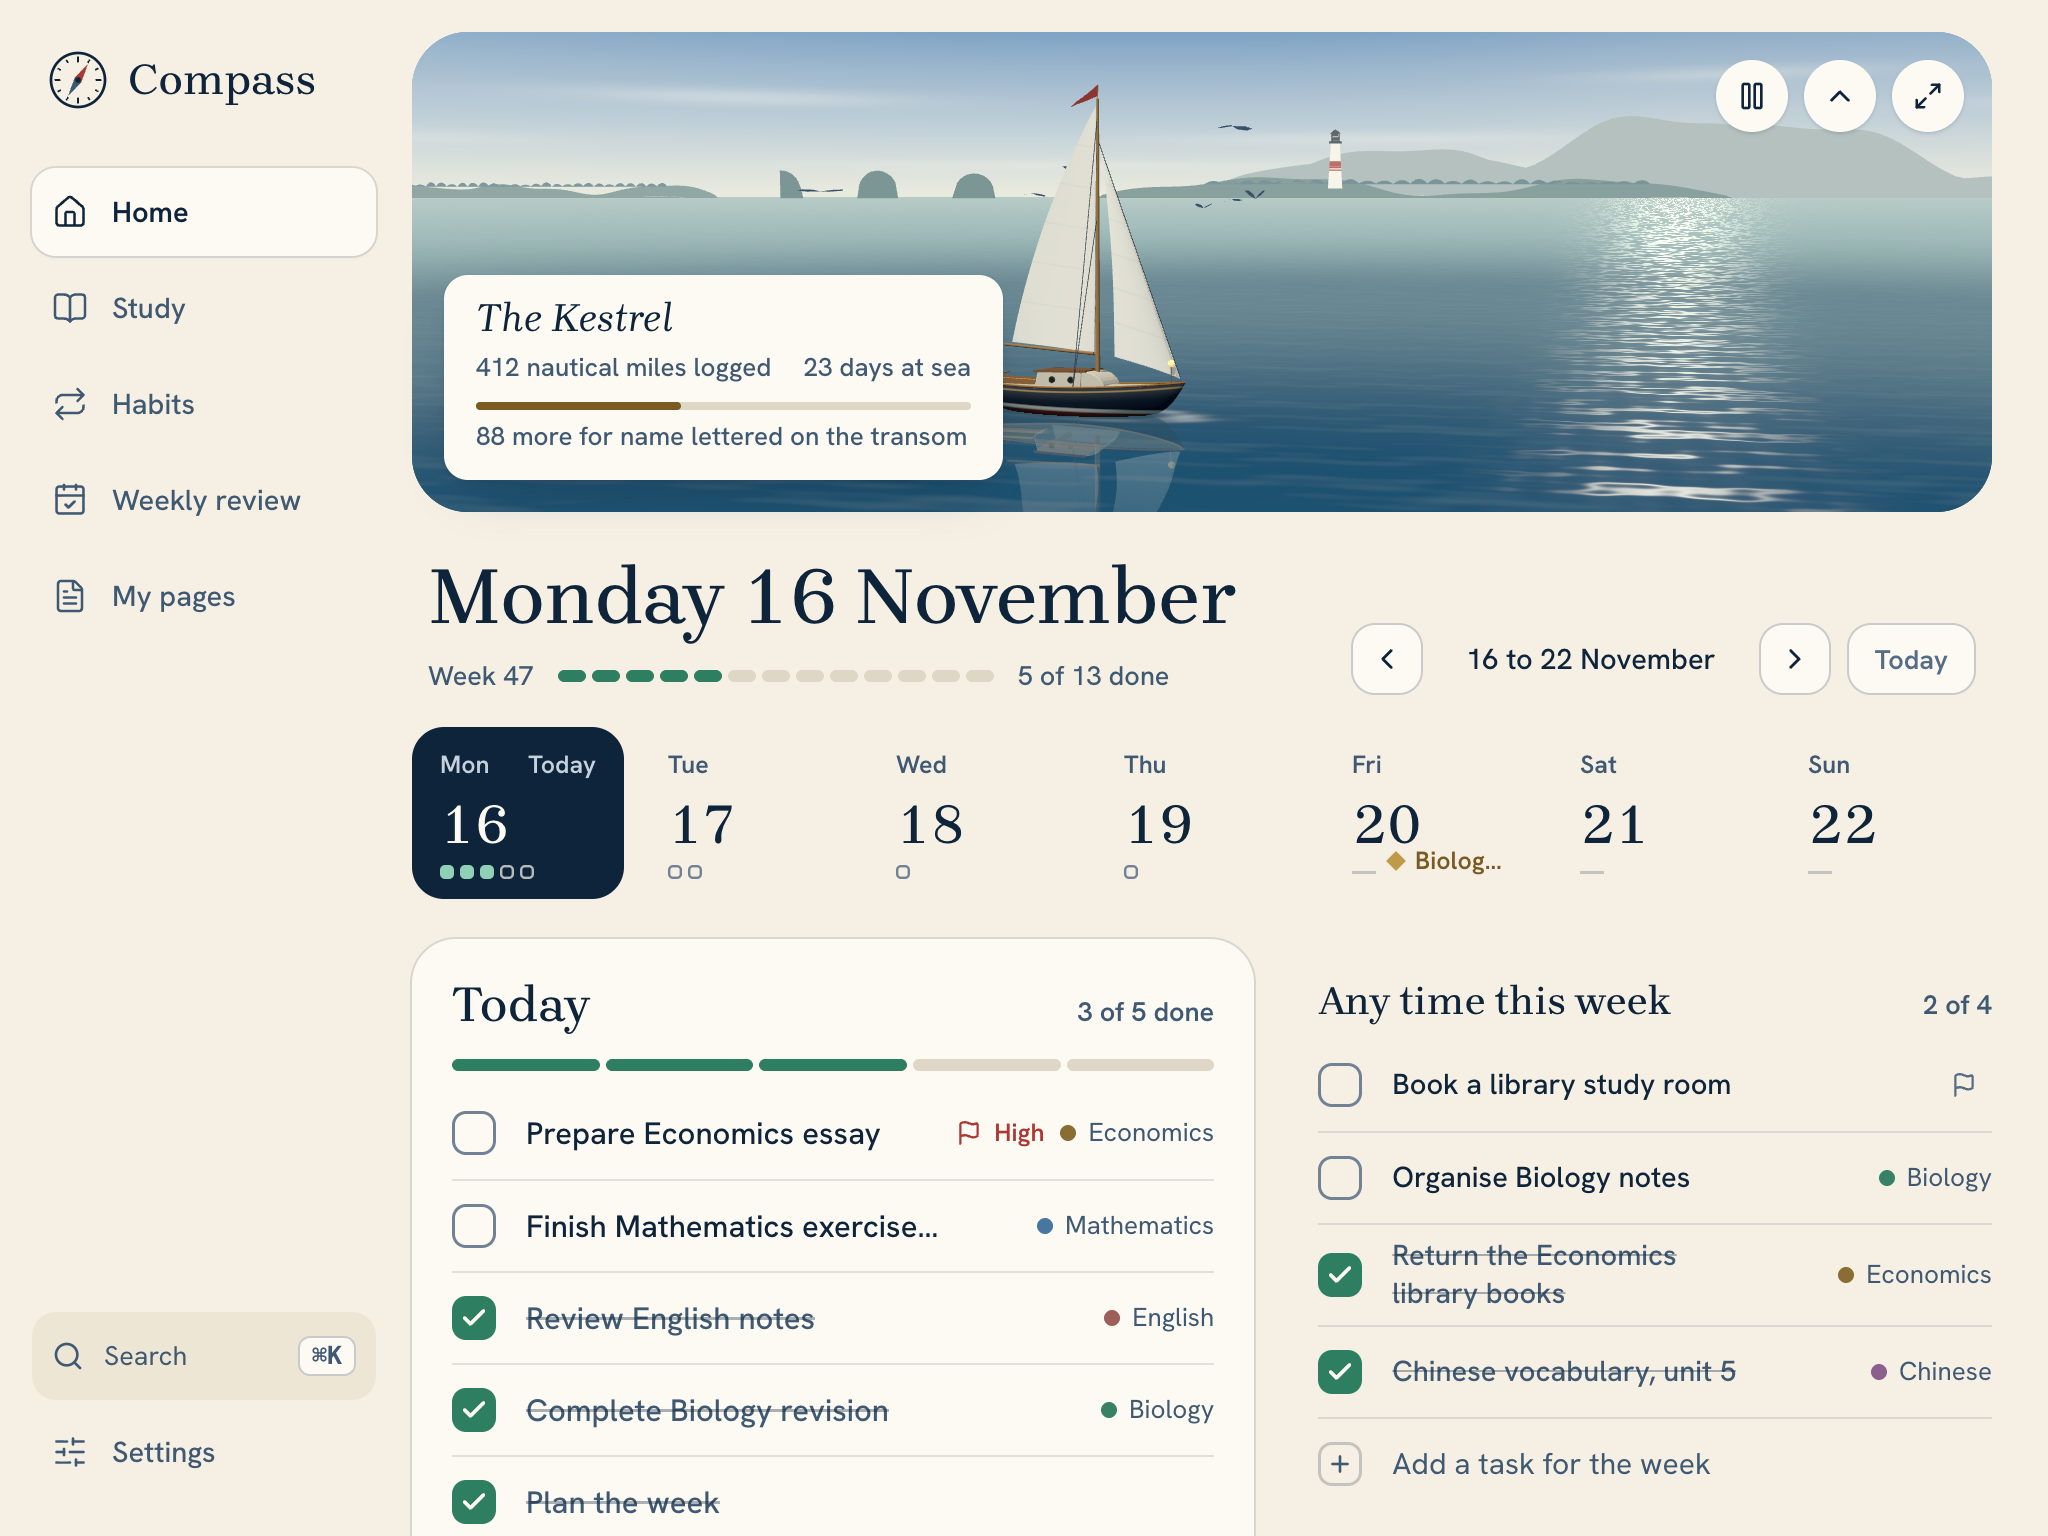 Compass
Home
Study
Habits
Weekly review
My pages
Search ⌘K
Settings
The Kestrel
412 nautical miles logged 23 days at sea
88 more for name lettered on the transom
Monday 16 November
Week 47 5 of 13 done
16 to 22 November Today
Mon Today Tue Wed Thu Fri Sat Sun
16 17 18 19 20 21 22
Biolog...
Today 3 of 5 done
Prepare Economics essay High Economics
Finish Mathematics exercise... Mathematics
Review English notes English
Complete Biology revision Biology
Plan the week
Any time this week 2 of 4
Book a library study room
Organise Biology notes Biology
Return the Economics
library books Economics
Chinese vocabulary, unit 5 Chinese
Add a task for the week